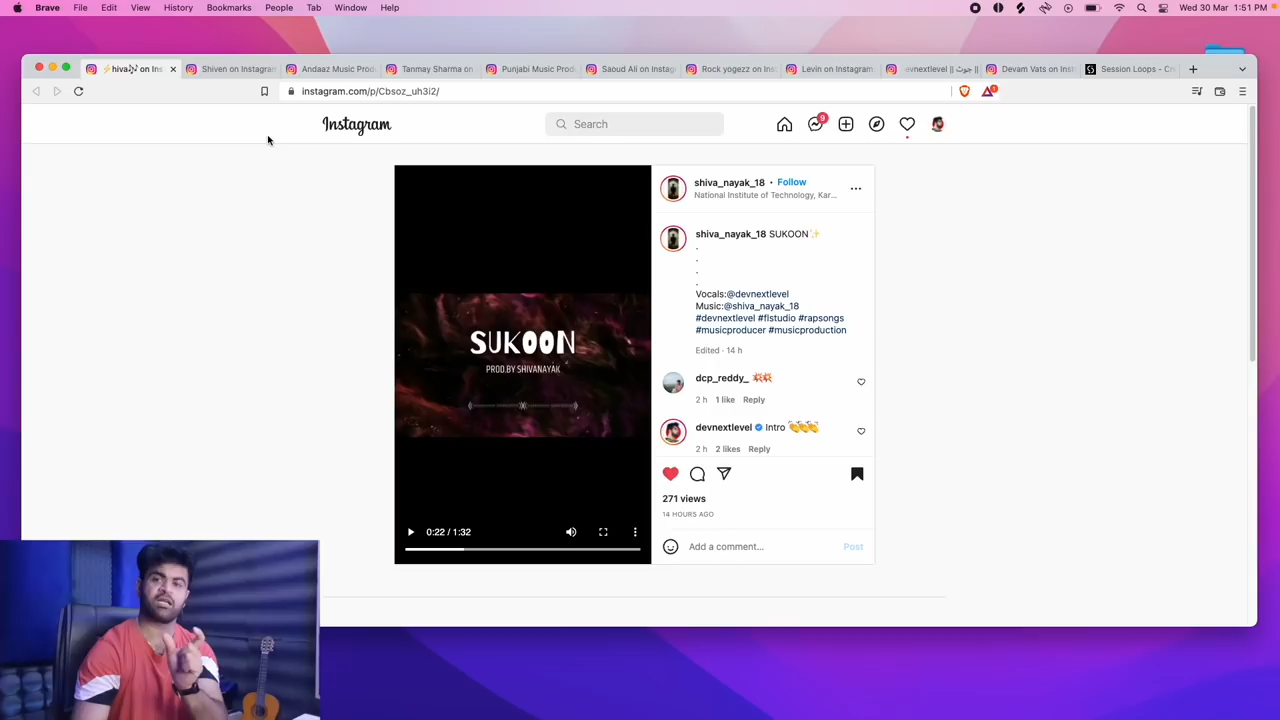 Brave File Edit View History Bookmarks People Tab Window Help Wed 30 Mar 1:51 PM
Shiven on Instagram Andaaz Music Prod Tanmay Sharma on Punjabi Music Prod Saoud Ali on Instag Rock yogezz on Inst Levin on Instagram Devam Vats on Inst Session Loops - Cr
instagram.com/p/Cbsoz_uh3i2/
Instagram
Search
9
shiva_nayak_18 • Follow
National Institute of Technology, Kar...
shiva_nayak_18 SUKOON✨
.
.
.
.
Vocals:@devnextlevel
Music:@shiva_nayak_18
#devnextlevel #flstudio #rapsongs
#musicproducer #musicproduction
Edited · 14 h
dcp_reddy_ 💥💥
2 h 1 like Reply
devnextlevel Intro 👏👏👏
2 h 2 likes Reply
271 views
14 HOURS AGO
Add a comment... Post
SUKOON
PROD.BY SHIVANAYAK
0:22 / 1:32